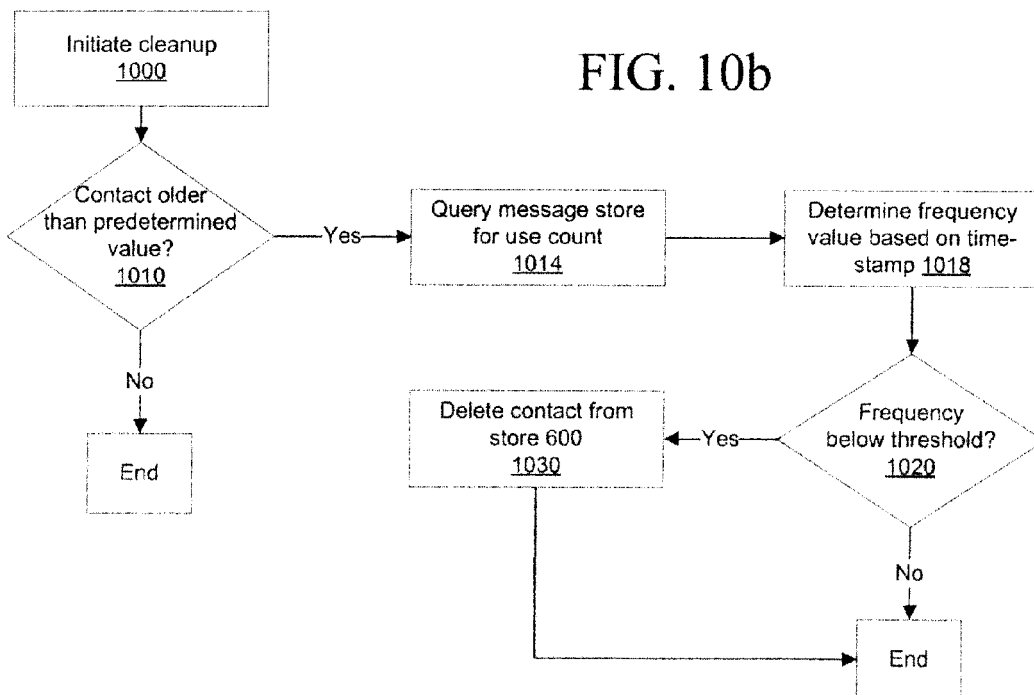 Initiate cleanup
1000
FIG. 10b
Contact older
than predetermined
value?
1010
Yes
Query message store
for use count
1014
Determine frequency
value based on time-
stamp 1018
No
End
Frequency
below threshold?
1020
Yes
Delete contact from
store 600
1030
No
End